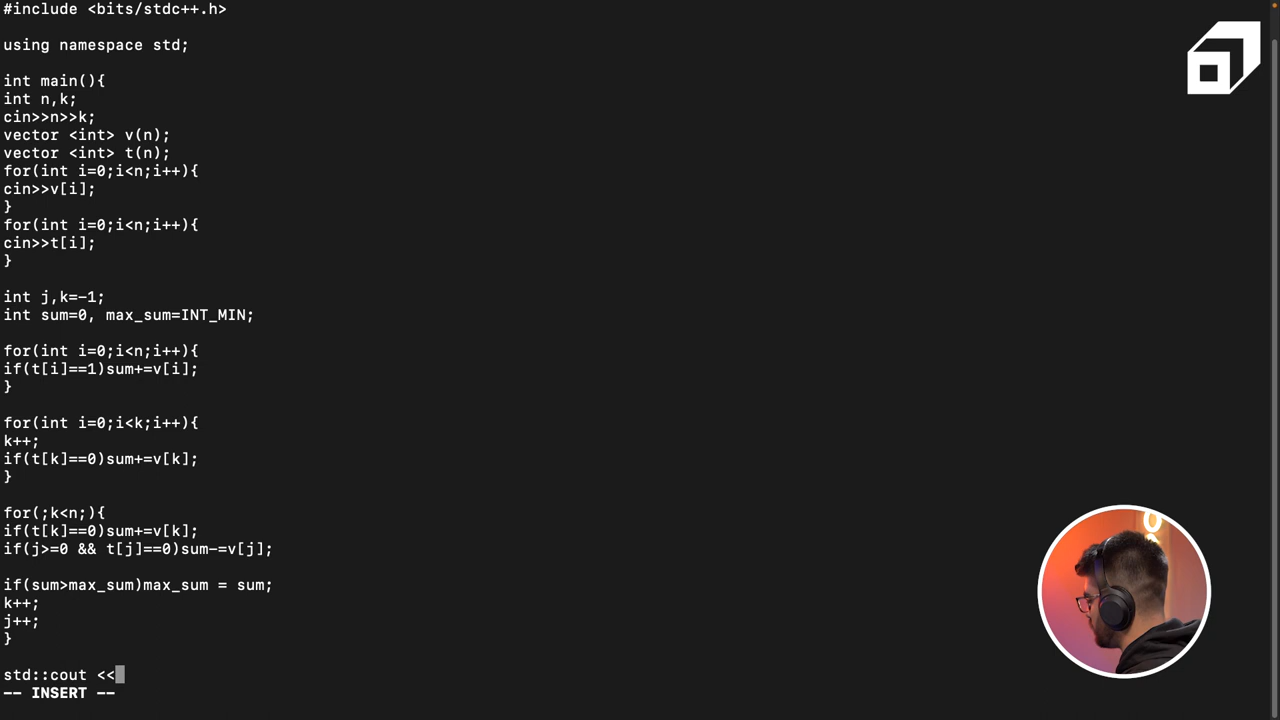 #include <bits/stdc++.h>
using namespace std;
int main(){
int n,k;
cin>>n>>k;
vector <int> v(n);
vector <int> t(n);
for(int i=0;i<n;i++){
cin>>v[i];
}
for(int i=0;i<n;i++){
cin>>t[i];
}
int j,k=-1;
int sum=0, max_sum=INT_MIN;
for(int i=0;i<n;i++){
if(t[i]==1)sum+=v[i];
}
for(int i=0;i<k;i++){
k++;
if(t[k]==0)sum+=v[k];
}
for(;k<n;){
if(t[k]==0)sum+=v[k];
if(j>=0 && t[j]==0)sum-=v[j];
if(sum>max_sum)max_sum = sum;
k++;
j++;
}
std::cout <<
-- INSERT --